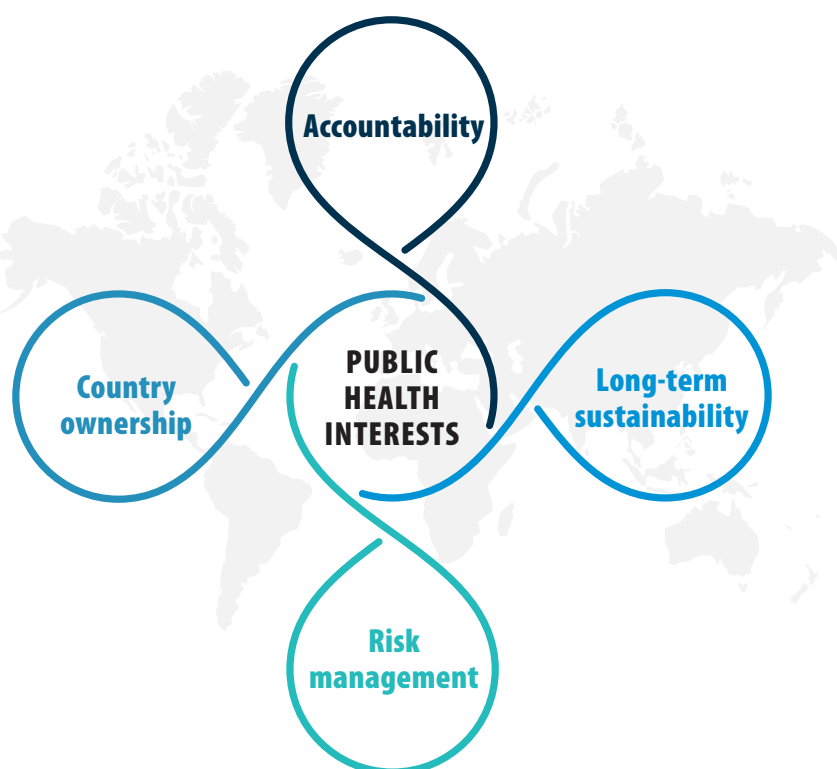 Accountability
Country
ownership
PUBLIC
HEALTH
INTERESTS
Long-term
sustainability
Risk
management